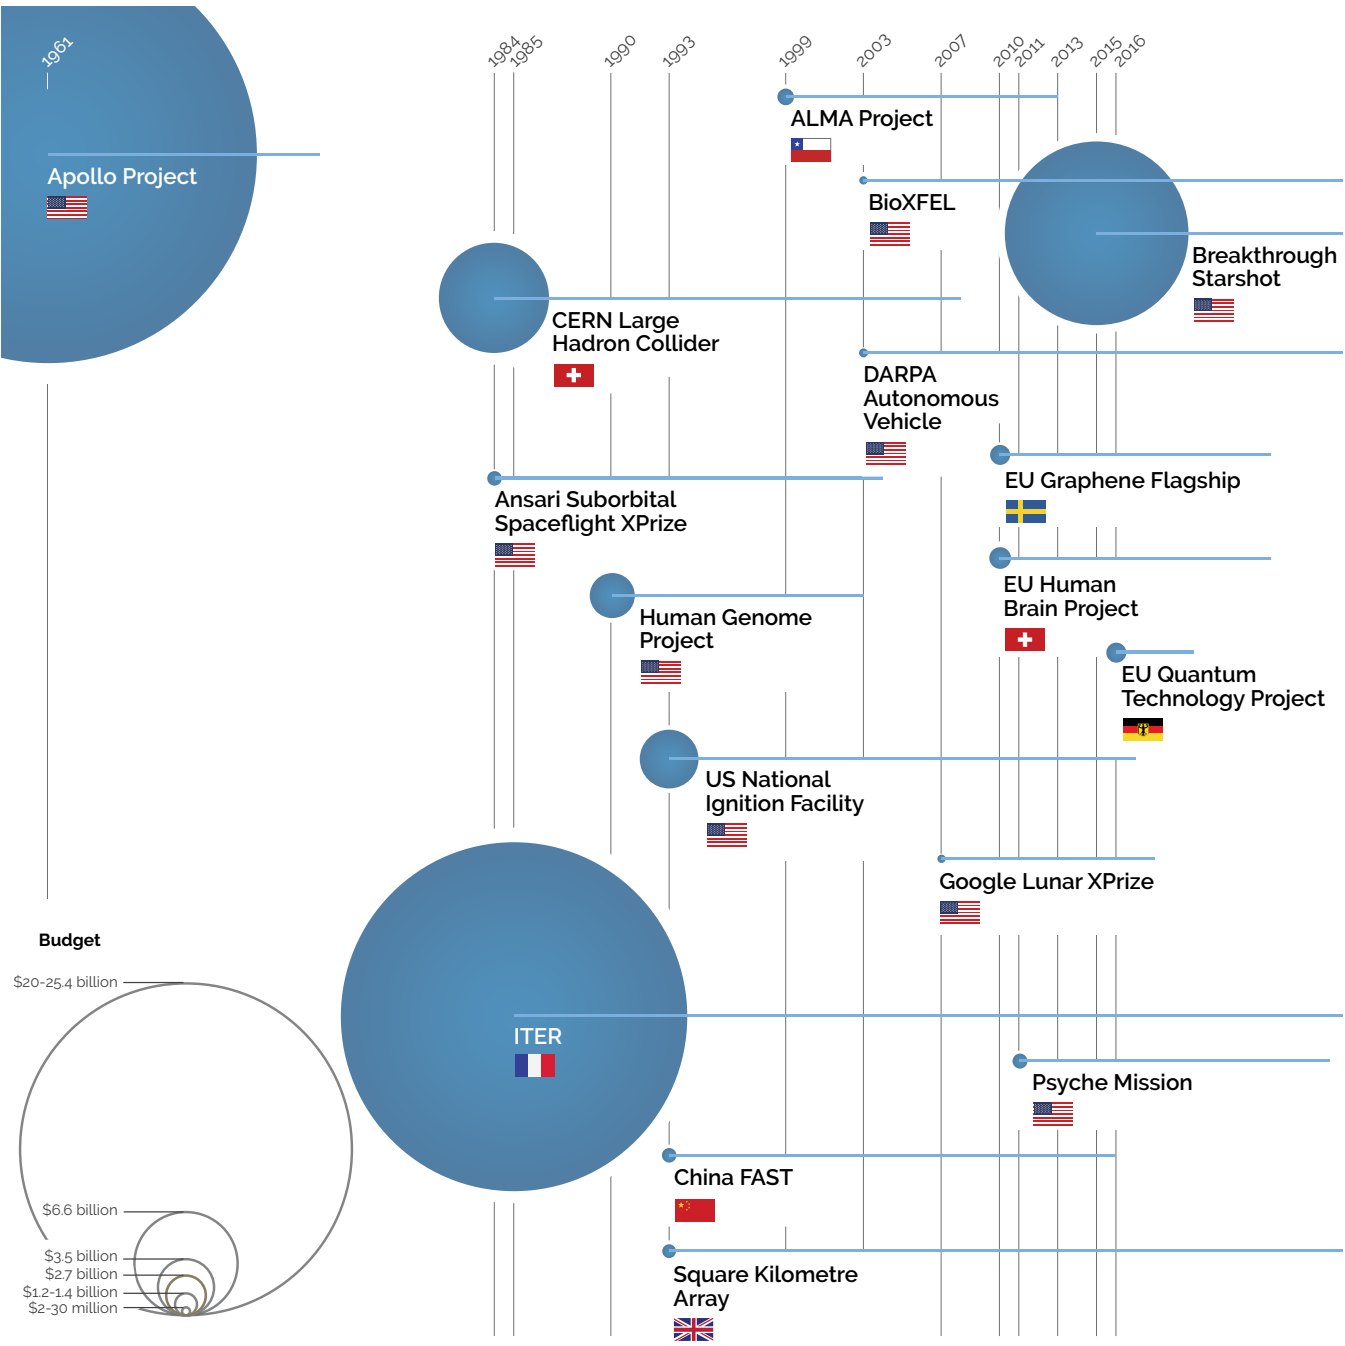 1961
1984
1985
1990
1993
1999
2003
2007
2010
2011
2013
2015
2016
ALMA Project
Apollo Project
BioXFEL
Breakthrough
Starshot
CERN Large
Hadron Collider
DARPA
Autonomous
Vehicle
EU Graphene Flagship
Ansari Suborbital
Spaceflight XPrize
EU Human
Brain Project
Human Genome
Project
EU Quantum
Technology Project
US National
Ignition Facility
Google Lunar XPrize
ITER
Psyche Mission
China FAST
Square Kilometre
Array
Budget
$20-25.4 billion
$6.6 billion
$3.5 billion
$2.7 billion
$1.2-1.4 billion
$2-30 million